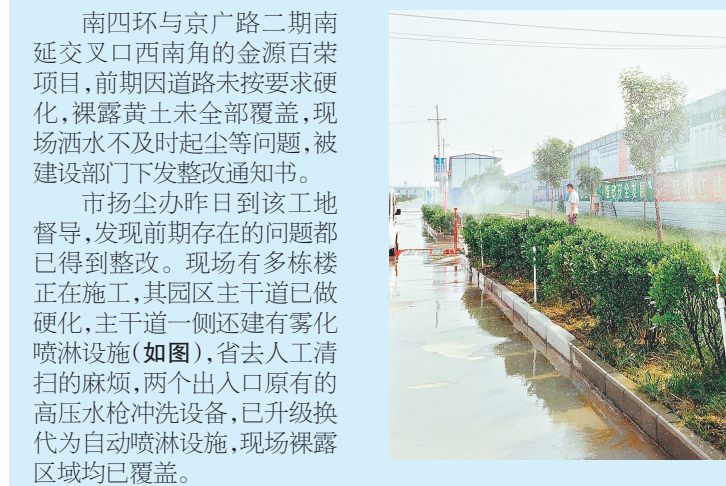 南四环与京广路二期南
延交叉口西南角的金源百荣
项目,前期因道路未按要求硬
化,裸露黄土未全部覆盖,现
场洒水不及时起尘等问题,被
建设部门下发整改通知书。
市扬尘办昨日到该工地
督导,发现前期存在的问题都
已得到整改。现场有多栋楼
正在施工,其园区主干道已做
硬化,主干道一侧还建有雾化
喷淋设施(如图),省去人工清
扫的麻烦,两个出入口原有的
高压水枪冲洗设备,已升级换
代为自动喷淋设施,现场裸露
区域均已覆盖。